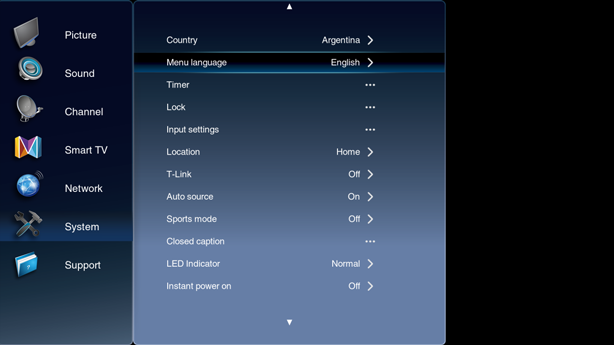 Picture
Sound
Channel
Smart TV
Network
System
Support
Country Argentina
Menu language English
Timer
Lock
Input settings
Location Home
T-Link Off
Auto source On
Sports mode Off
Closed caption
LED Indicator Normal
Instant power on Off